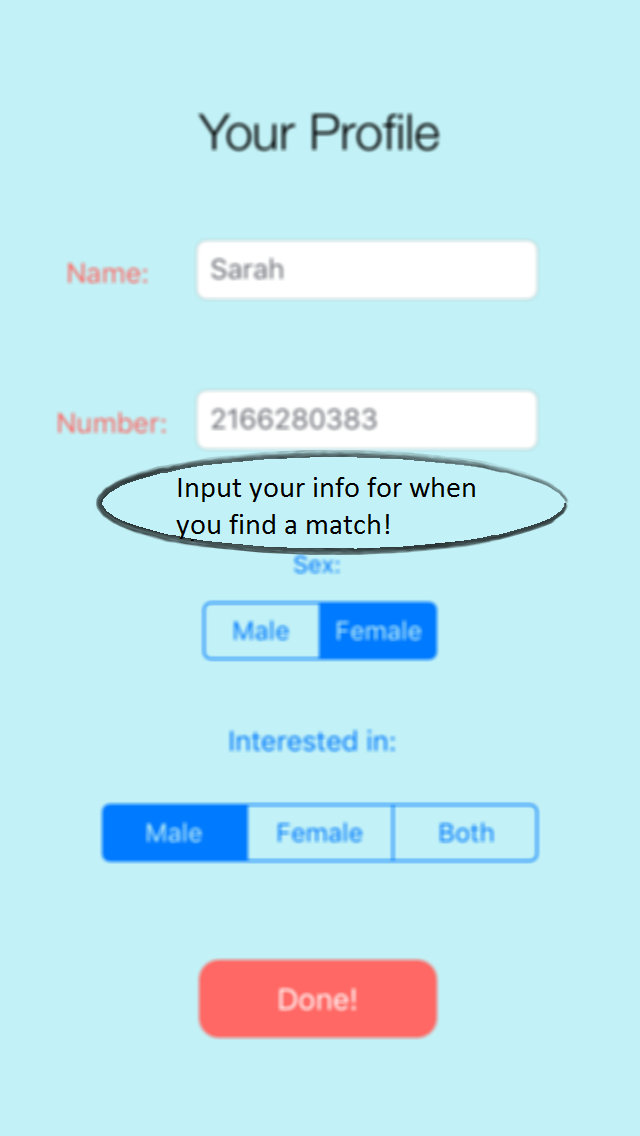 Your Profile
Name: Sarah
Number: 2166280383
Input your info for when
you find a match!
Sex:
Male Female
Interested in:
Male Female Both
Done!